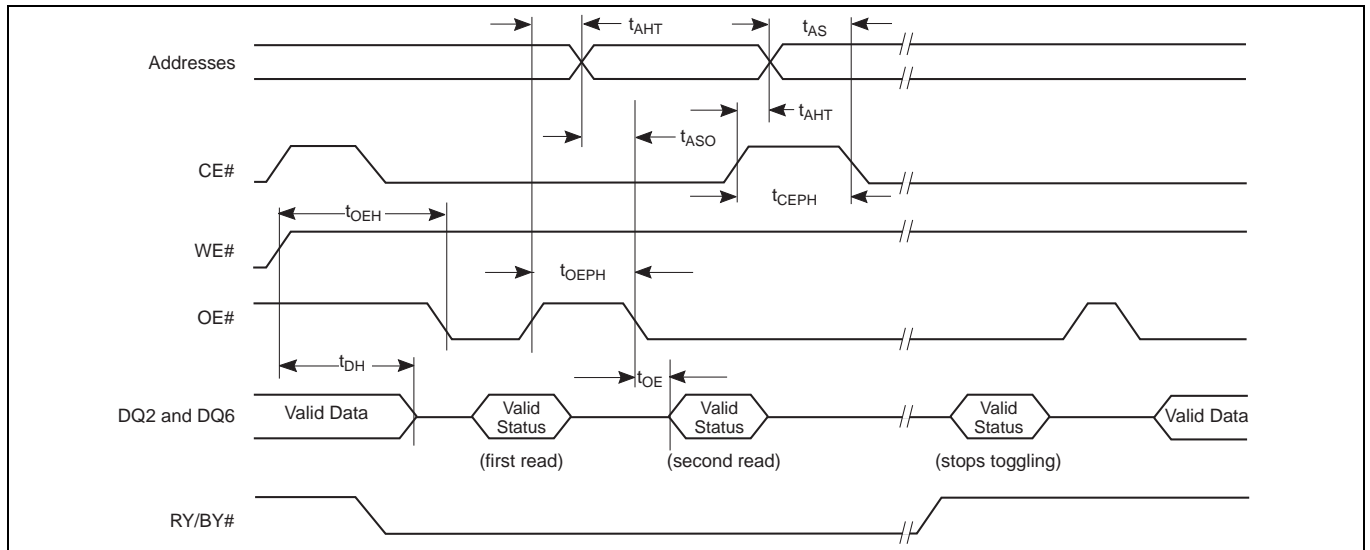 tAHT
tAS
Addresses
tAHT
tASO
CE#
tCEPH
tOEH
WE#
tOEPH
OE#
tDH
tOE
DQ2 and DQ6
Valid Data
Valid
Status
Valid
Status
Valid
Status
Valid Data
(first read)
(second read)
(stops toggling)
RY/BY#